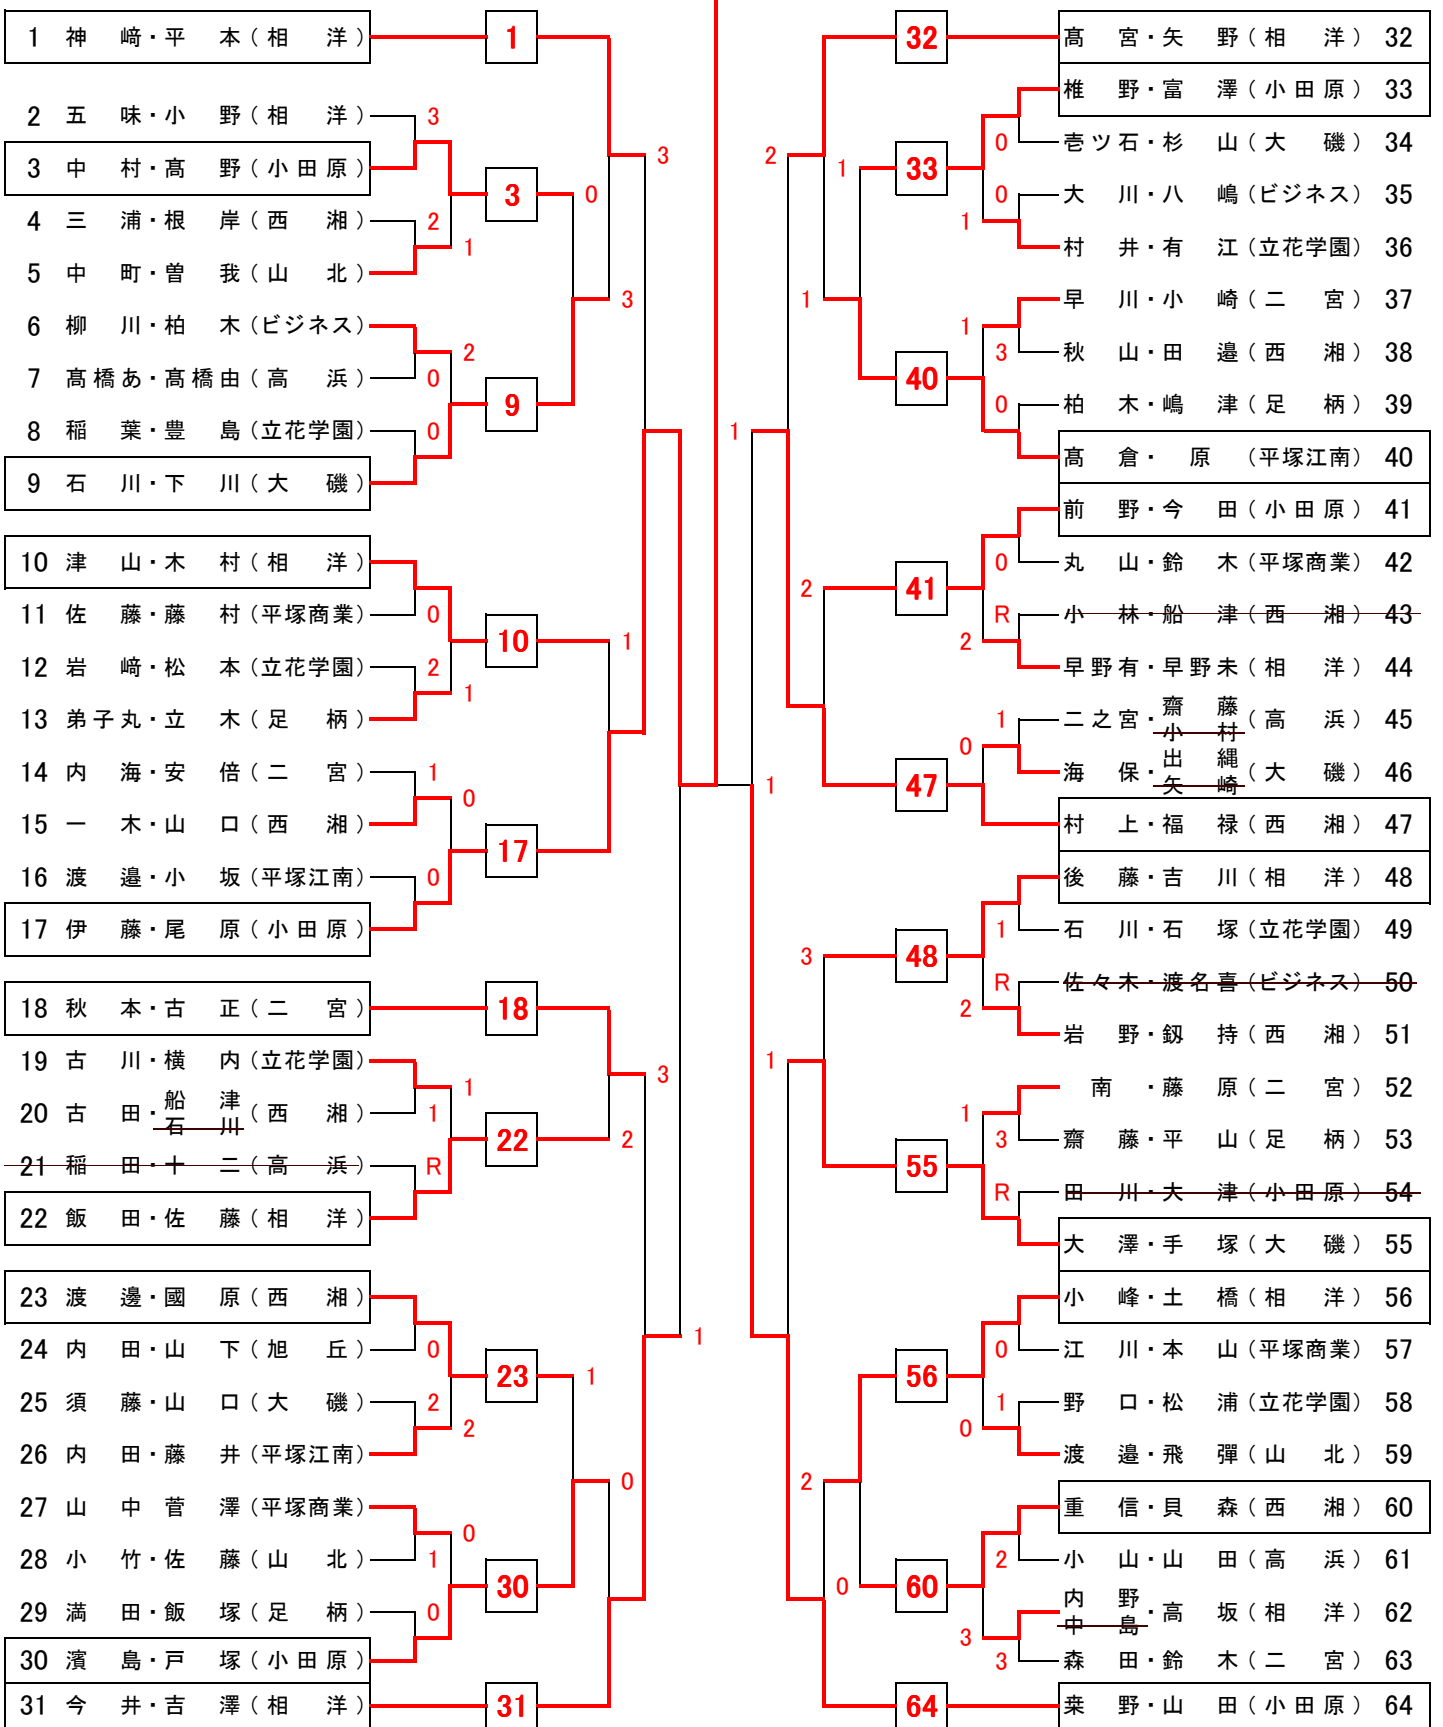 1 神 﨑・平 本 ( 相 洋 )
2 五 味・小 野 ( 相 洋 )
3 中 村・髙 野 ( 小 田 原 )
4 三 浦・根 岸 ( 西 湘 )
5 中 町・曽 我 ( 山 北 )
6 柳 川・柏 木 (ビジネス)
7 髙橋あ・髙橋由 ( 高 浜 )
8 稲 葉・豊 島 (立花学園)
9 石 川・下 川 ( 大 磯 )
10 津 山・木 村 ( 相 洋 )
11 佐 藤・藤 村 (平塚商業)
12 岩 﨑・松 本 (立花学園)
13 弟子丸・立 木 ( 足 柄 )
14 内 海・安 倍 ( 二 宮 )
15 一 木・山 口 ( 西 湘 )
16 渡 邉・小 坂 (平塚江南)
17 伊 藤・尾 原 ( 小 田 原 )
18 秋 本・古 正 ( 二 宮 )
19 古 川・横 内 (立花学園)
20 古 田・船 津 石 川 ( 西 湘 )
21 稲 田・十 二 ( 高 浜 )
22 飯 田・佐 藤 ( 相 洋 )
23 渡 邊・國 原 ( 西 湘 )
24 内 田・山 下 ( 旭 丘 )
25 須 藤・山 口 ( 大 磯 )
26 内 田・藤 井 (平塚江南)
27 山 中 菅 澤 (平塚商業)
28 小 竹・佐 藤 ( 山 北 )
29 満 田・飯 塚 ( 足 柄 )
30 濱 島・戸 塚 ( 小 田 原 )
31 今 井・吉 澤 ( 相 洋 )
3
2
1
2
0
0
0
2
1
1
0
0
1
1
R
0
2
2
0
1
0
1
3
9
10
17
18
22
23
30
31
0
3
3
1
3
2
1
0
1
1
1
2
1
1
2
3
1
2
0
32
33
40
41
47
48
55
56
60
64
0
0
1
1
3
0
0
R
2
1
0
1
R
2
1
3
R
0
1
0
2
3
3
髙 宮・矢 野 ( 相 洋 ) 32
椎 野・富 澤 ( 小 田 原 ) 33
壱ツ石・杉 山 ( 大 磯 ) 34
大 川・八 嶋 (ビジネス) 35
村 井・有 江 (立花学園) 36
早 川・小 崎 ( 二 宮 ) 37
秋 山・田 邉 ( 西 湘 ) 38
柏 木・嶋 津 ( 足 柄 ) 39
髙 倉・ 原 (平塚江南) 40
前 野・今 田 ( 小 田 原 ) 41
丸 山・鈴 木 (平塚商業) 42
小 林・船 津 ( 西 湘 ) 43
早野有・早野未 ( 相 洋 ) 44
二之宮・齋 藤 小 村 ( 高 浜 ) 45
海 保・出 縄 矢 崎 ( 大 磯 ) 46
村 上・福 禄 ( 西 湘 ) 47
後 藤・吉 川 ( 相 洋 ) 48
石 川・石 塚 (立花学園) 49
佐々木・渡名喜 (ビジネス) 50
岩 野・釼 持 ( 西 湘 ) 51
南 ・藤 原 ( 二 宮 ) 52
齋 藤・平 山 ( 足 柄 ) 53
田 川・大 津 ( 小 田 原 ) 54
大 澤・手 塚 ( 大 磯 ) 55
小 峰・土 橋 ( 相 洋 ) 56
江 川・本 山 (平塚商業) 57
野 口・松 浦 (立花学園) 58
渡 邉・飛 彈 ( 山 北 ) 59
重 信・貝 森 ( 西 湘 ) 60
小 山・山 田 ( 高 浜 ) 61
内 野 中 島・高 坂 ( 相 洋 ) 62
森 田・鈴 木 ( 二 宮 ) 63
桒 野・山 田 ( 小 田 原 ) 64